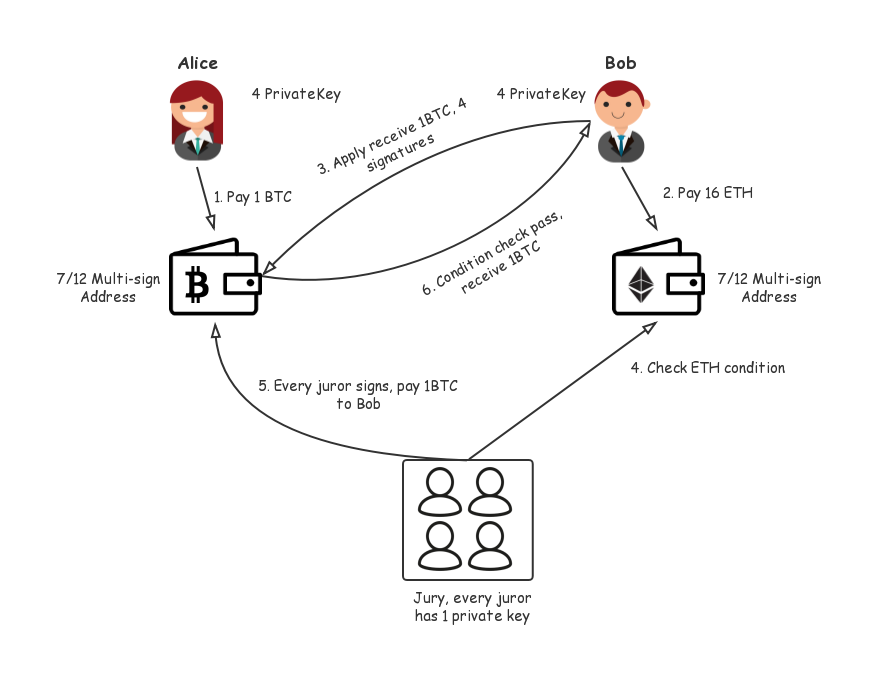 Alice
Bob
4 PrivateKey
4 PrivateKey
3. Apply receive 1BTC, 4
signatures
1. Pay 1 BTC
2. Pay 16 ETH
6. Condition check pass,
receive 1BTC
7/12 Multi-sign
Address
7/12 Multi-sign
Address
4. Check ETH condition
5. Every juror signs, pay 1BTC
to Bob
Jury, every juror
has 1 private key